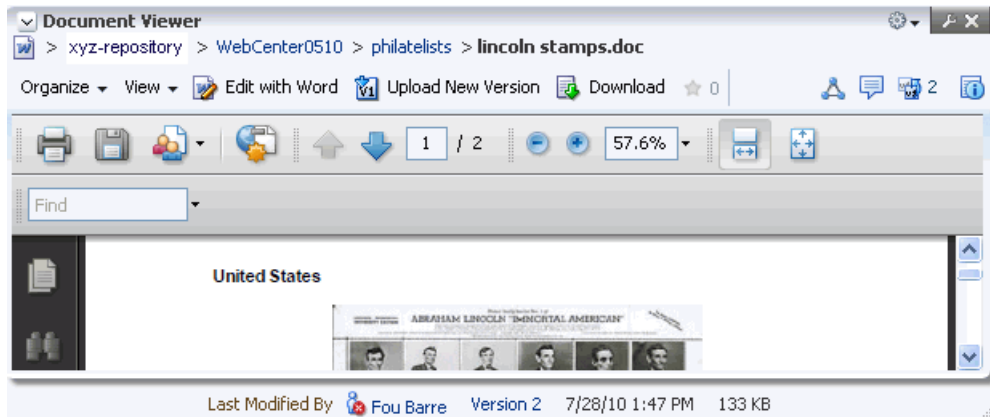 Document Viewer
> xyz-repository > WebCenter0510 > philatelists > lincoln stamps.doc
Organize View Edit with Word Upload New Version Download 0 2
1 / 2 57.6%
Find
United States
ABRAHAM LINCOLN "IMMORTAL AMERICAN"
Last Modified By Fou Barre Version 2 7/28/10 1:47 PM 133 KB